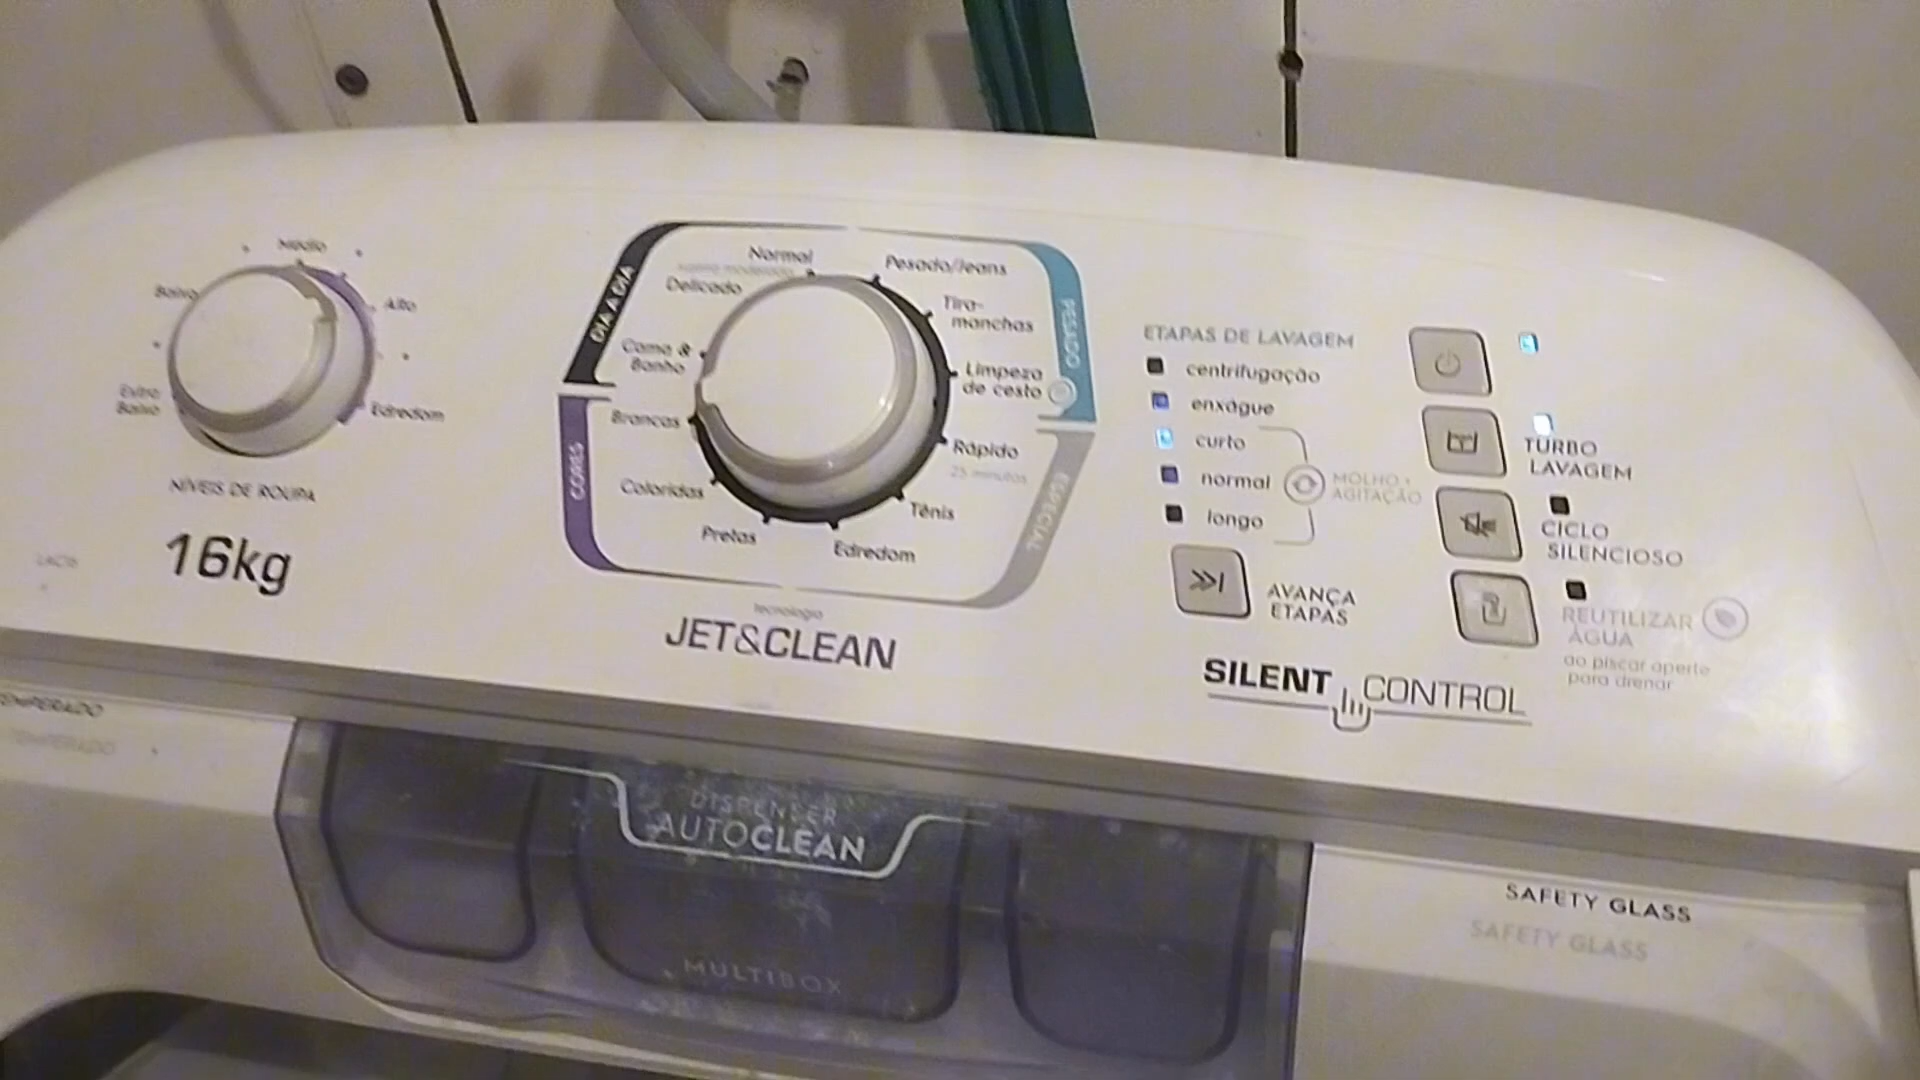 Médio
Baixo
Alto
Extra
Baixo
Edredom
NÍVEIS DE ROUPA
16kg
DIA A DIA
Normal
Delicado
Cama &
Banho
PESADO
Pesado/Jeans
Tira-
manchas
Limpeza
de cesto
CORES
Brancas
Coloridas
Pretas
ESPECIAL
Rápido
25 minutos
Tênis
Edredom
tecnologia
JET&CLEAN
ETAPAS DE LAVAGEM
centrifugação
enxágue
curto
normal
longo
MOLHO +
AGITAÇÃO
AVANÇA
ETAPAS
TURBO
LAVAGEM
CICLO
SILENCIOSO
REUTILIZAR
ÁGUA
ao piscar aperte
para drenar
SILENT CONTROL
TEMPERADO
TEMPERADO
DISPENSER
AUTOCLEAN
MULTIBOX
SAFETY GLASS
SAFETY GLASS